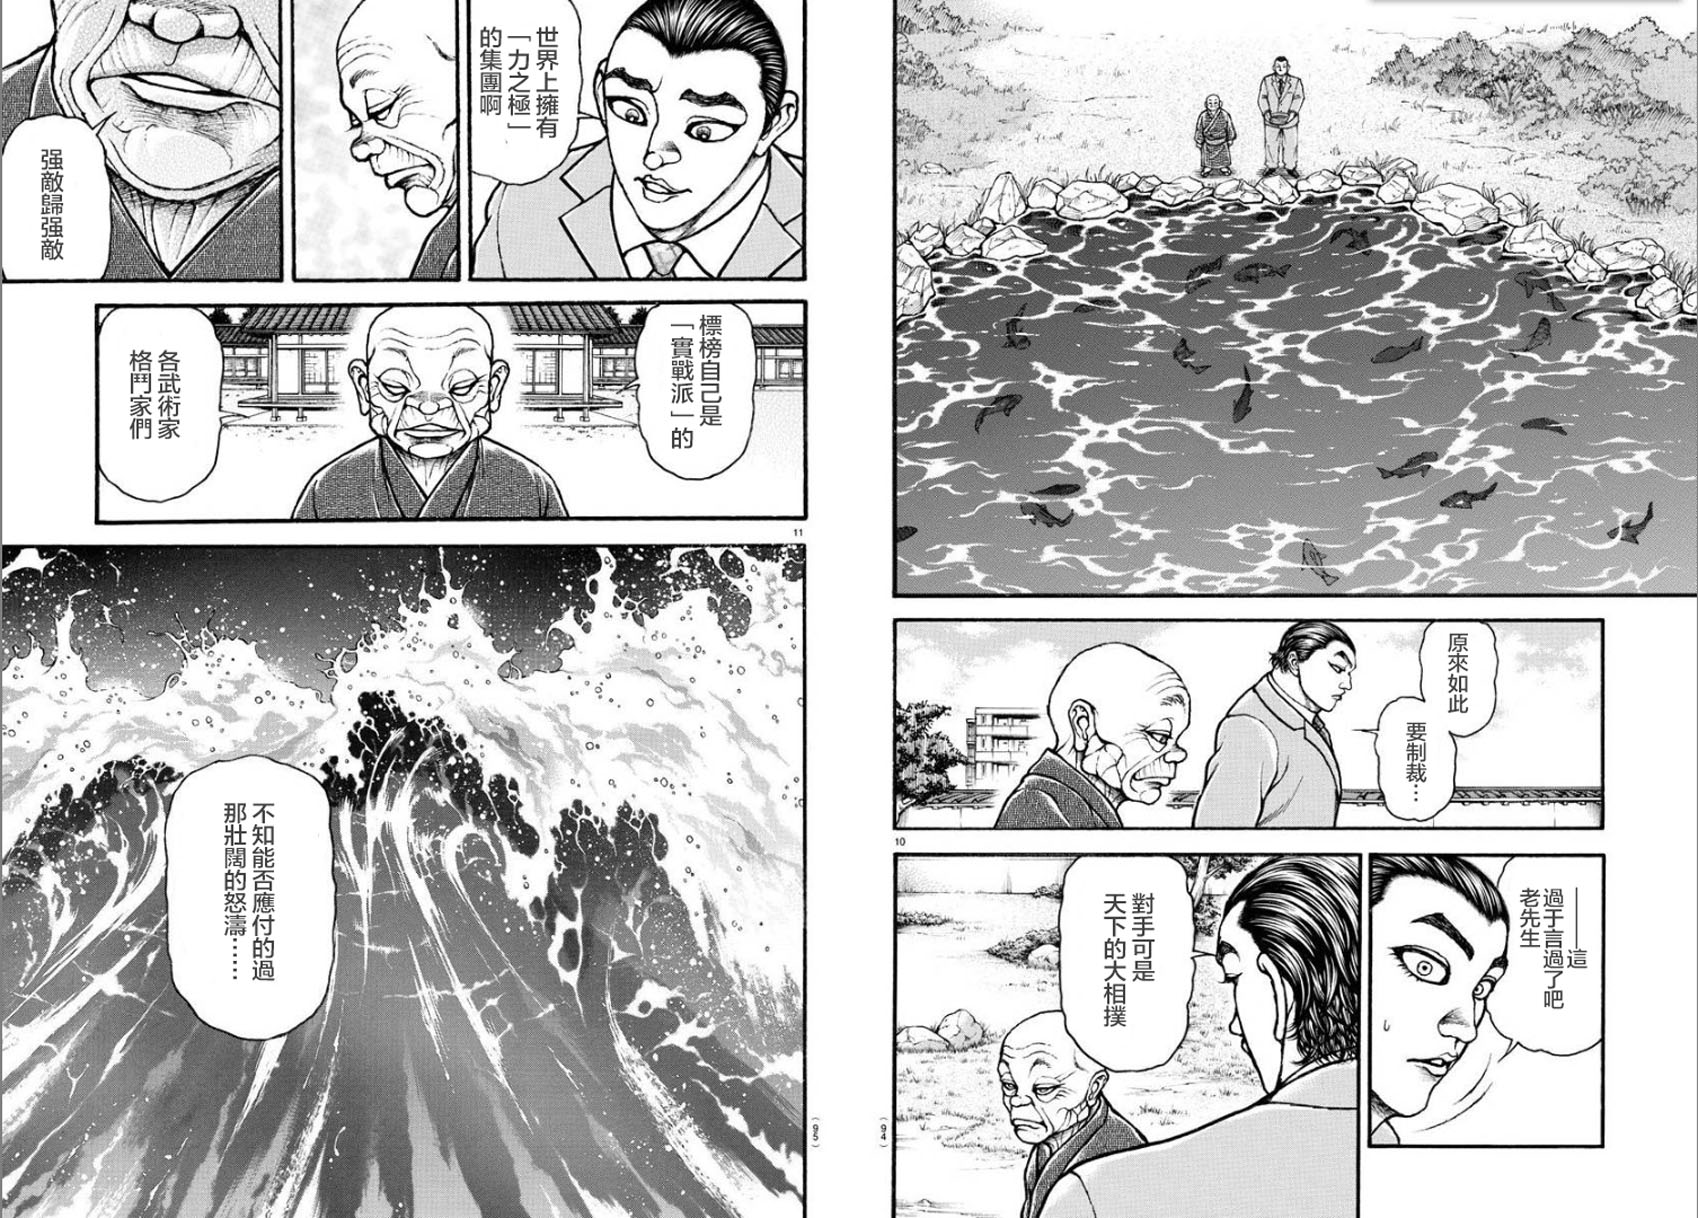 原來如此
要制裁…
10
———這
過于言過了吧
老先生
對手可是
天下的大相撲
(94)
世界上擁有
「力之極」
的集團啊
强敵歸强敵
標榜自己是
「實戰派」的
各武術家
格鬥家們
11
不知能否應付的過
那壯闊的怒濤……
(95)